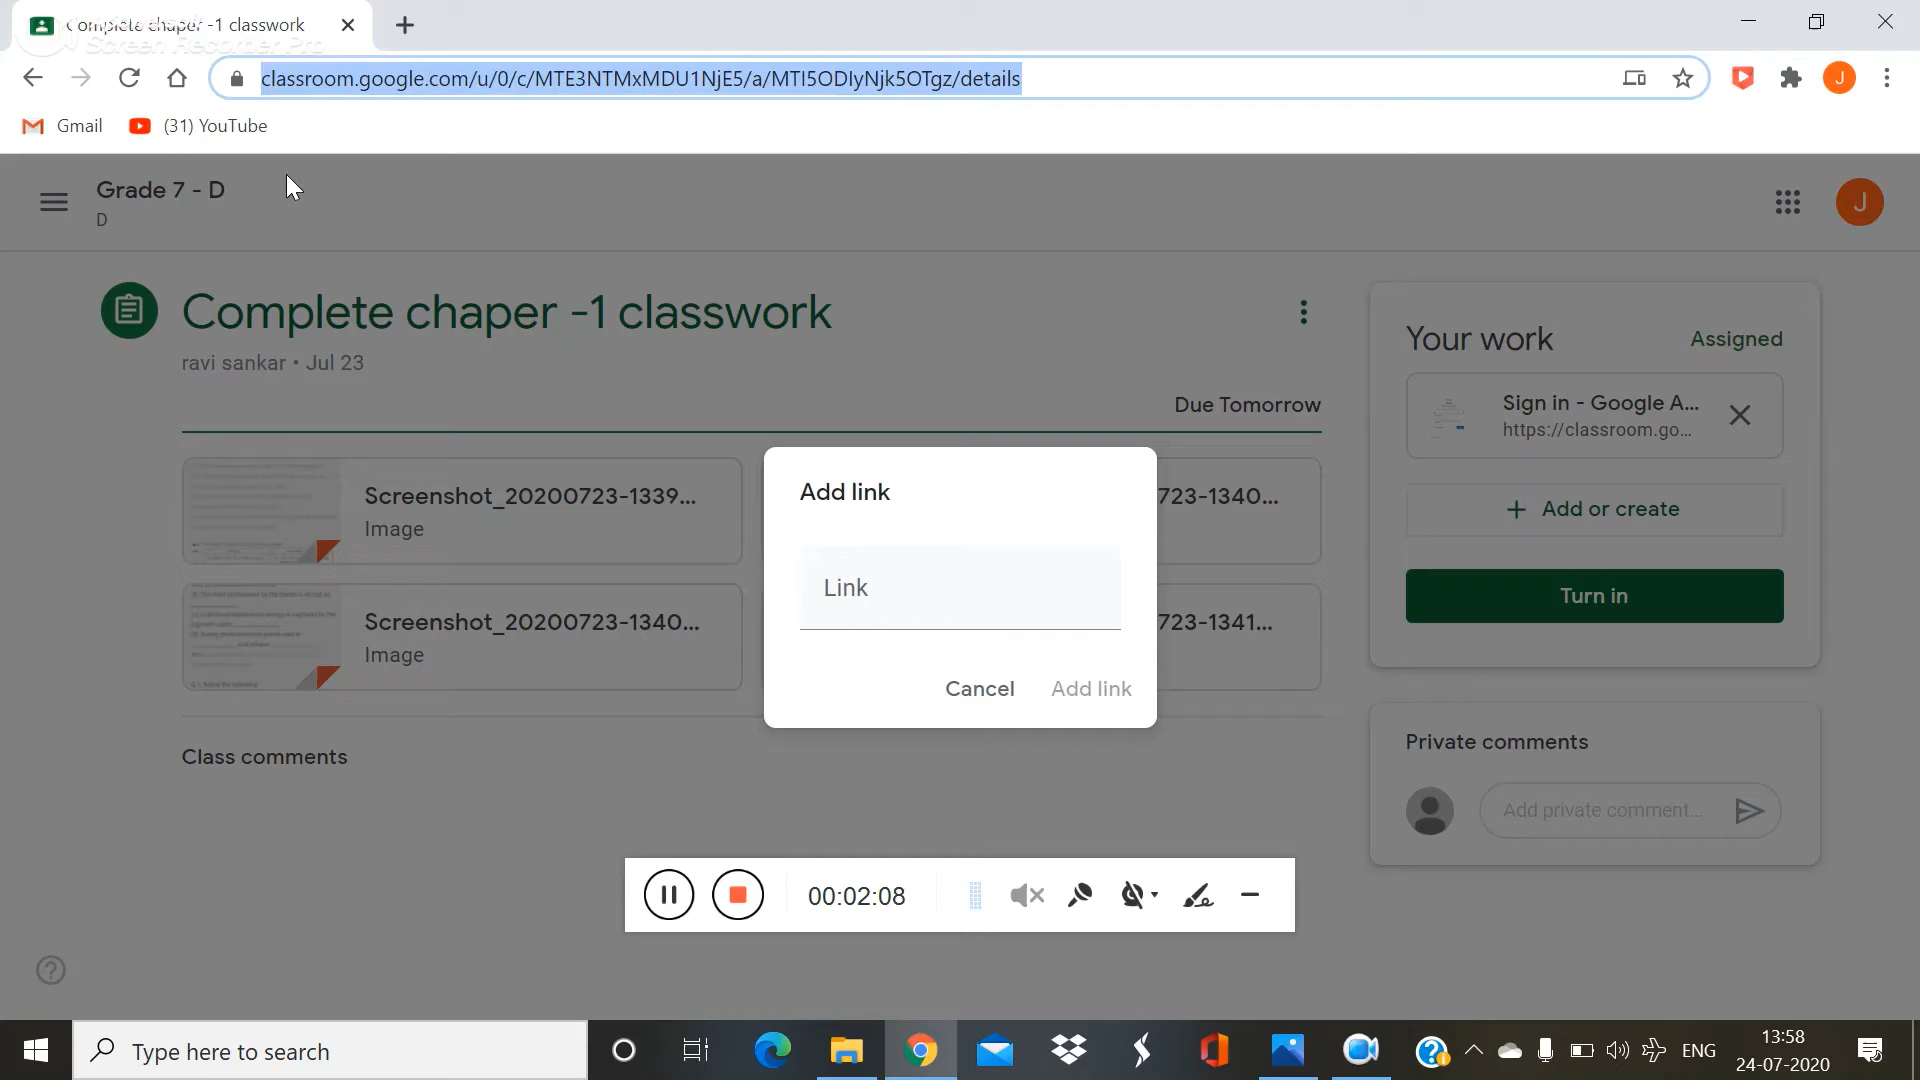 Complete chaper -1 classwork
Screen Recorder Pro
classroom.google.com/u/0/c/MTE3NTMxMDU1NjE5/a/MTI5ODIyNjk5OTgz/details
J
Gmail
(31) YouTube
Grade 7 - D
D
J
Complete chaper -1 classwork
ravi sankar • Jul 23
Due Tomorrow
Your work
Assigned
Sign in - Google A...
https://classroom.go...
+ Add or create
Turn in
Screenshot_20200723-1339...
Image
723-1340...
Screenshot_20200723-1340...
Image
723-1341...
Add link
Link
Cancel
Add link
Class comments
Private comments
Add private comment...
00:02:08
Type here to search
ENG
13:58
24-07-2020